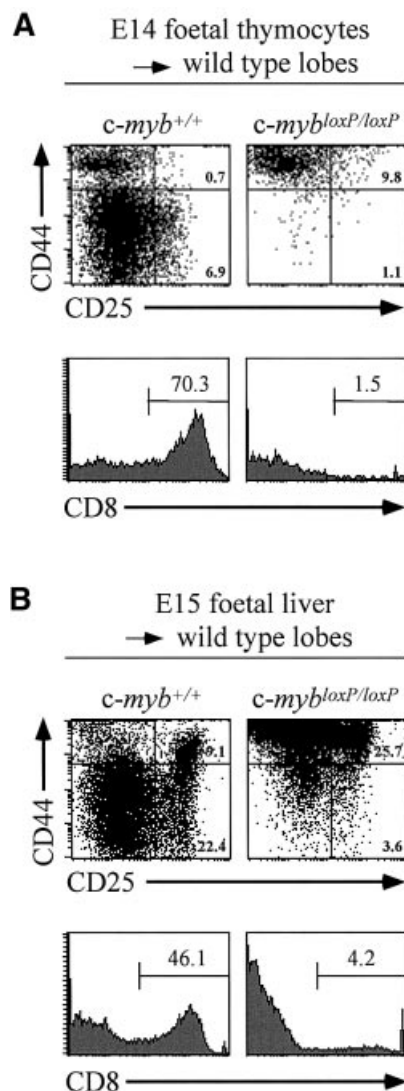 A
E14 foetal thymocytes
→ wild type lobes
c-myb+/+ c-mybloxP/loxP
CD44
0.7 9.8
6.9 1.1
CD25
70.3 1.5
CD8
B
E15 foetal liver
→ wild type lobes
c-myb+/+ c-mybloxP/loxP
CD44
9.1 25.7
22.4 3.6
CD25
46.1 4.2
CD8